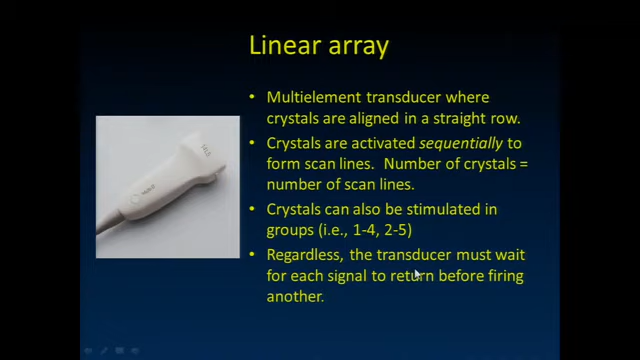 Linear array
• Multielement transducer where
crystals are aligned in a straight row.
• Crystals are activated sequentially to
form scan lines.  Number of crystals =
number of scan lines.
• Crystals can also be stimulated in
groups (i.e., 1-4, 2-5)
• Regardless, the transducer must wait
for each signal to return before firing
another.